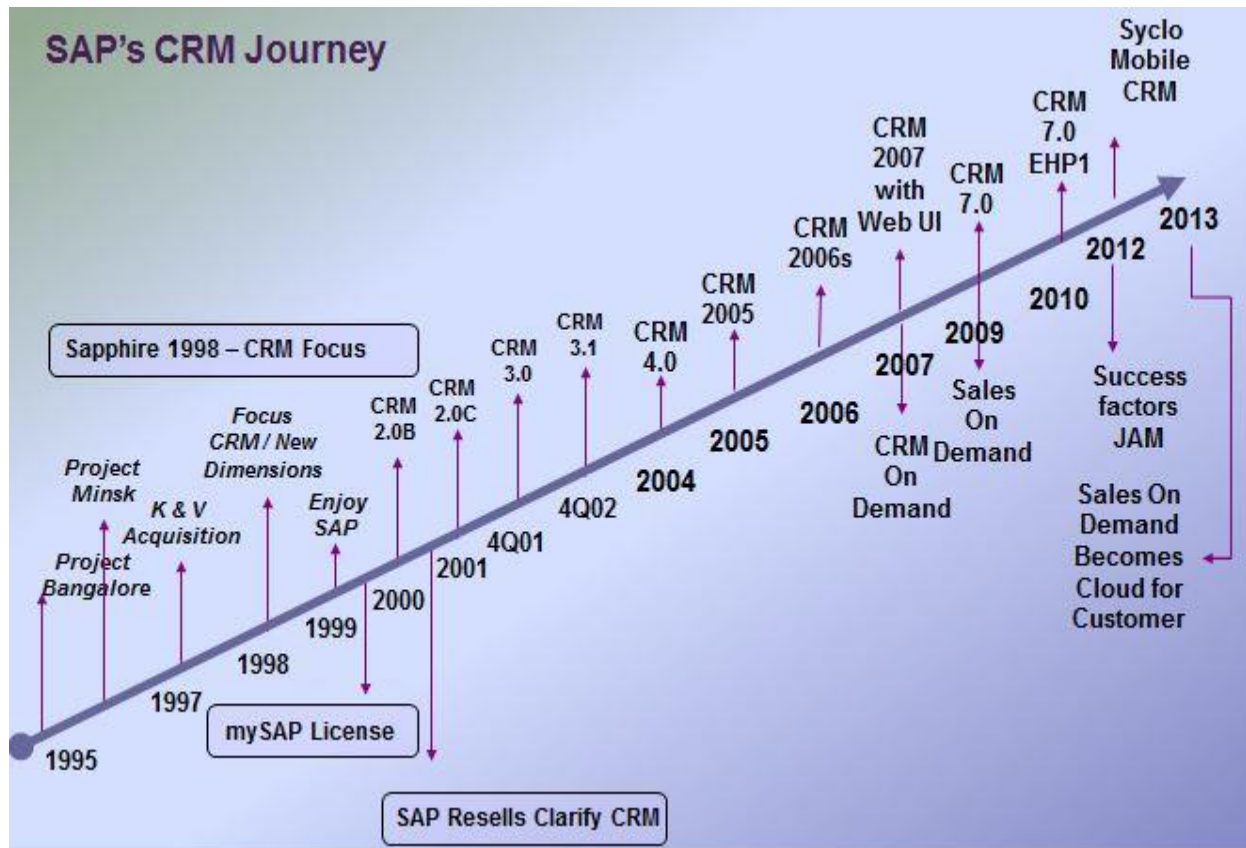 SAP's CRM Journey
Syclo
Mobile
CRM
CRM
7.0
EHP1
CRM
2007
with
Web UI
CRM
7.0
CRM
2006s
CRM
2005
CRM
4.0
CRM
3.1
CRM
3.0
CRM
2.0C
CRM
2.0B
Sapphire 1998 – CRM Focus
Focus
CRM / New
Dimensions
Enjoy
SAP
Project
Minsk
K & V
Acquisition
Project
Bangalore
1995
1997
1998
1999
2000
2001
4Q01
4Q02
2004
2005
2006
2007
2009
2010
2012
2013
mySAP License
SAP Resells Clarify CRM
CRM
On
Demand
Sales
On
Demand
Success
factors
JAM
Sales On
Demand
Becomes
Cloud for
Customer